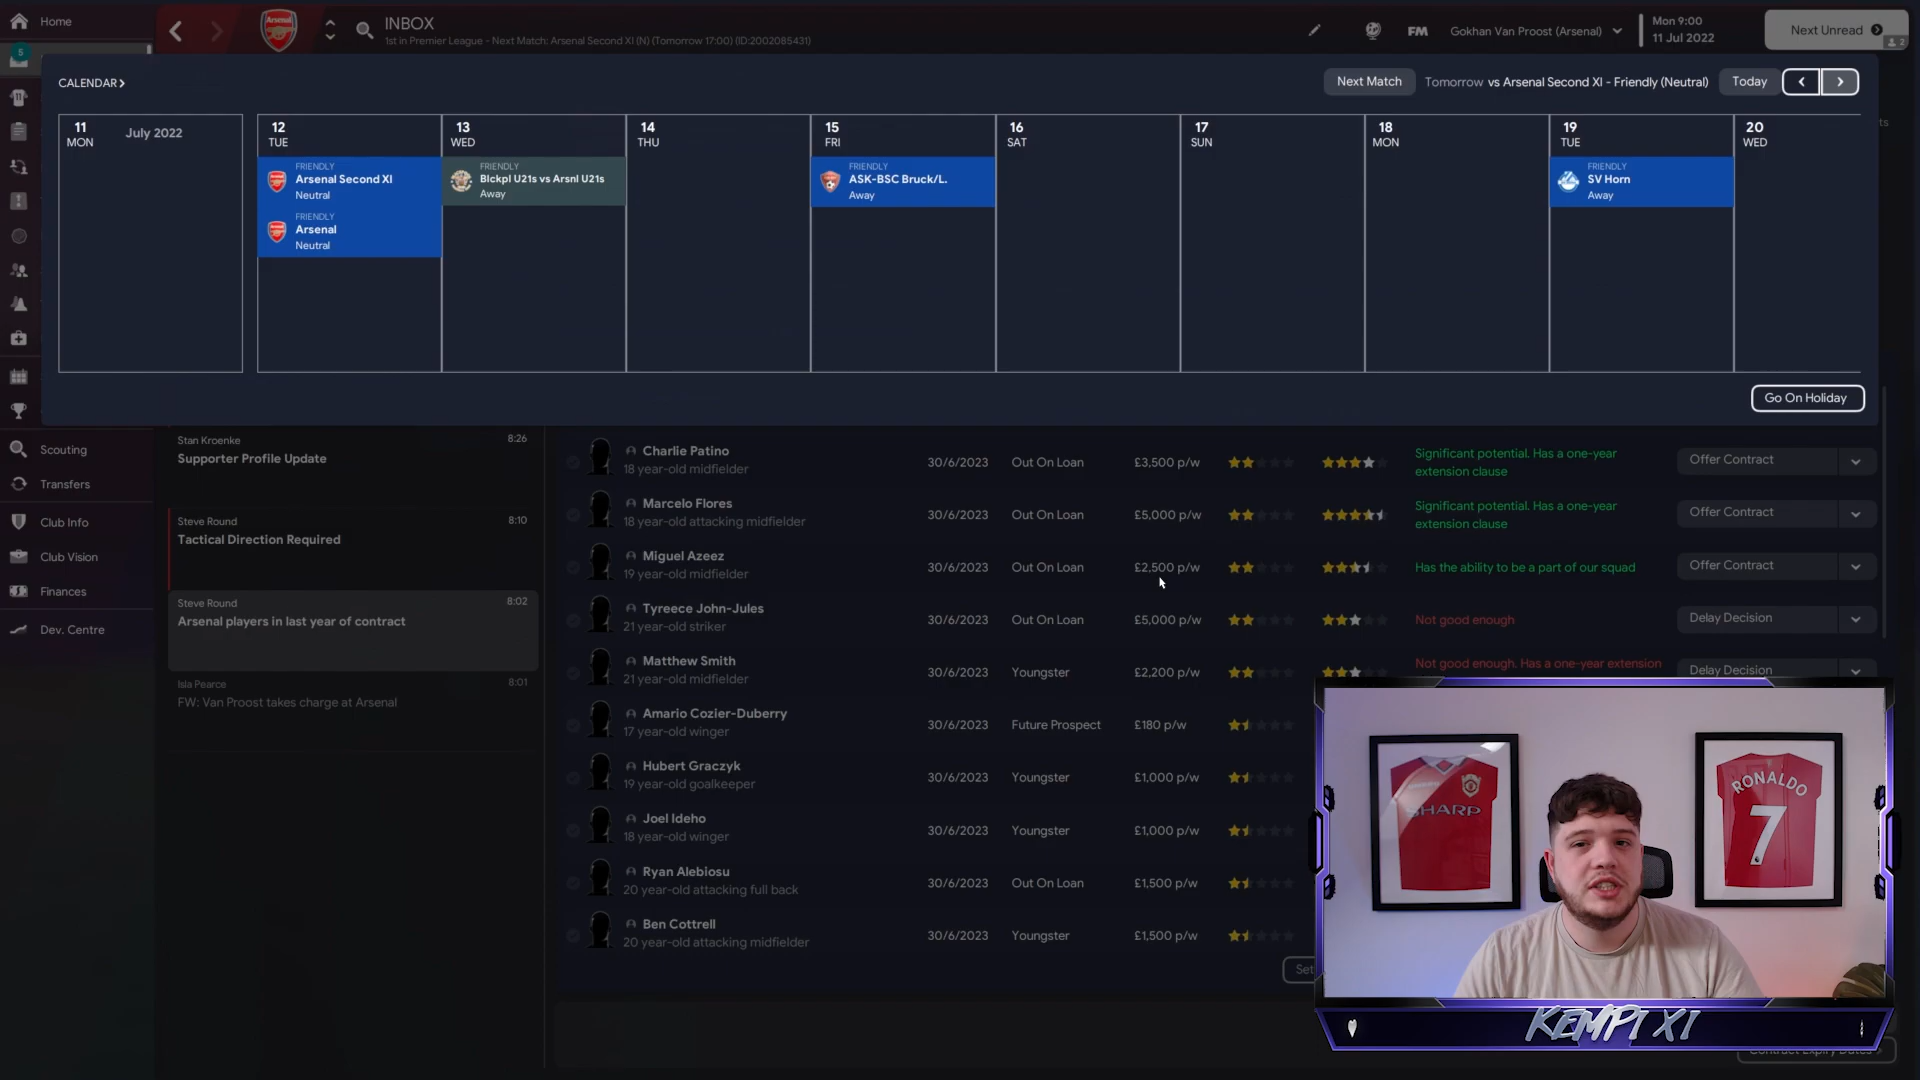 Home
INBOX
1st in Premier League - Next Match: Arsenal Second XI (N) (Tomorrow 17:00) (ID:2002085431)
FM
Gokhan Van Proost (Arsenal)
Mon 9:00
11 Jul 2022
Next Unread
2
5
CALENDAR
Next Match
Tomorrow vs Arsenal Second XI - Friendly (Neutral)
Today
11
MON
July 2022
12
TUE
FRIENDLY
Arsenal Second XI
Neutral
FRIENDLY
Arsenal
Neutral
13
WED
FRIENDLY
Blckpl U21s vs Arsnl U21s
Away
14
THU
15
FRI
FRIENDLY
ASK-BSC Bruck/L.
Away
16
SAT
17
SUN
18
MON
19
TUE
FRIENDLY
SV Horn
Away
20
WED
Go On Holiday
Scouting
Transfers
Club Info
Club Vision
Finances
Dev. Centre
Stan Kroenke 8:26
Supporter Profile Update
Steve Round 8:10
Tactical Direction Required
Steve Round 8:02
Arsenal players in last year of contract
Isla Pearce 8:01
FW: Van Proost takes charge at Arsenal
Charlie Patino
18 year-old midfielder
30/6/2023 Out On Loan £3,500 p/w
Significant potential. Has a one-year
extension clause
Offer Contract
Marcelo Flores
18 year-old attacking midfielder
30/6/2023 Out On Loan £5,000 p/w
Significant potential. Has a one-year
extension clause
Offer Contract
Miguel Azeez
19 year-old midfielder
30/6/2023 Out On Loan £2,500 p/w
Has the ability to be a part of our squad
Offer Contract
Tyreece John-Jules
21 year-old striker
30/6/2023 Out On Loan £5,000 p/w
Not good enough
Delay Decision
Matthew Smith
21 year-old midfielder
30/6/2023 Youngster £2,200 p/w
Not good enough. Has a one-year extension
Delay Decision
Amario Cozier-Duberry
17 year-old winger
30/6/2023 Future Prospect £180 p/w
Hubert Graczyk
19 year-old goalkeeper
30/6/2023 Youngster £1,000 p/w
Joel Ideho
18 year-old winger
30/6/2023 Youngster £1,000 p/w
Ryan Alebiosu
20 year-old attacking full back
30/6/2023 Out On Loan £1,500 p/w
Ben Cottrell
20 year-old attacking midfielder
30/6/2023 Youngster £1,500 p/w
Set
SHARP
RONALDO
7
KEMPI XI
Contract Expiry Dates